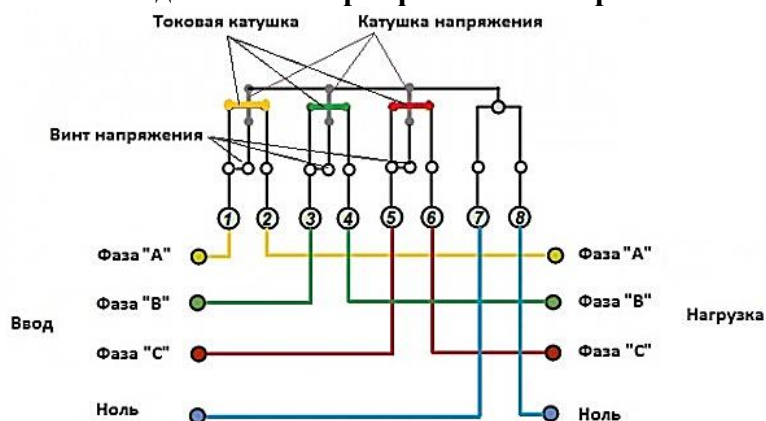 Токовая катушка Катушка напряжения
Винт напряжения
1 2 3 4 5 6 7 8
Фаза "А" Фаза "А"
Фаза "В" Фаза "В"
Ввод Нагрузка
Фаза "С" Фаза "С"
Ноль Ноль